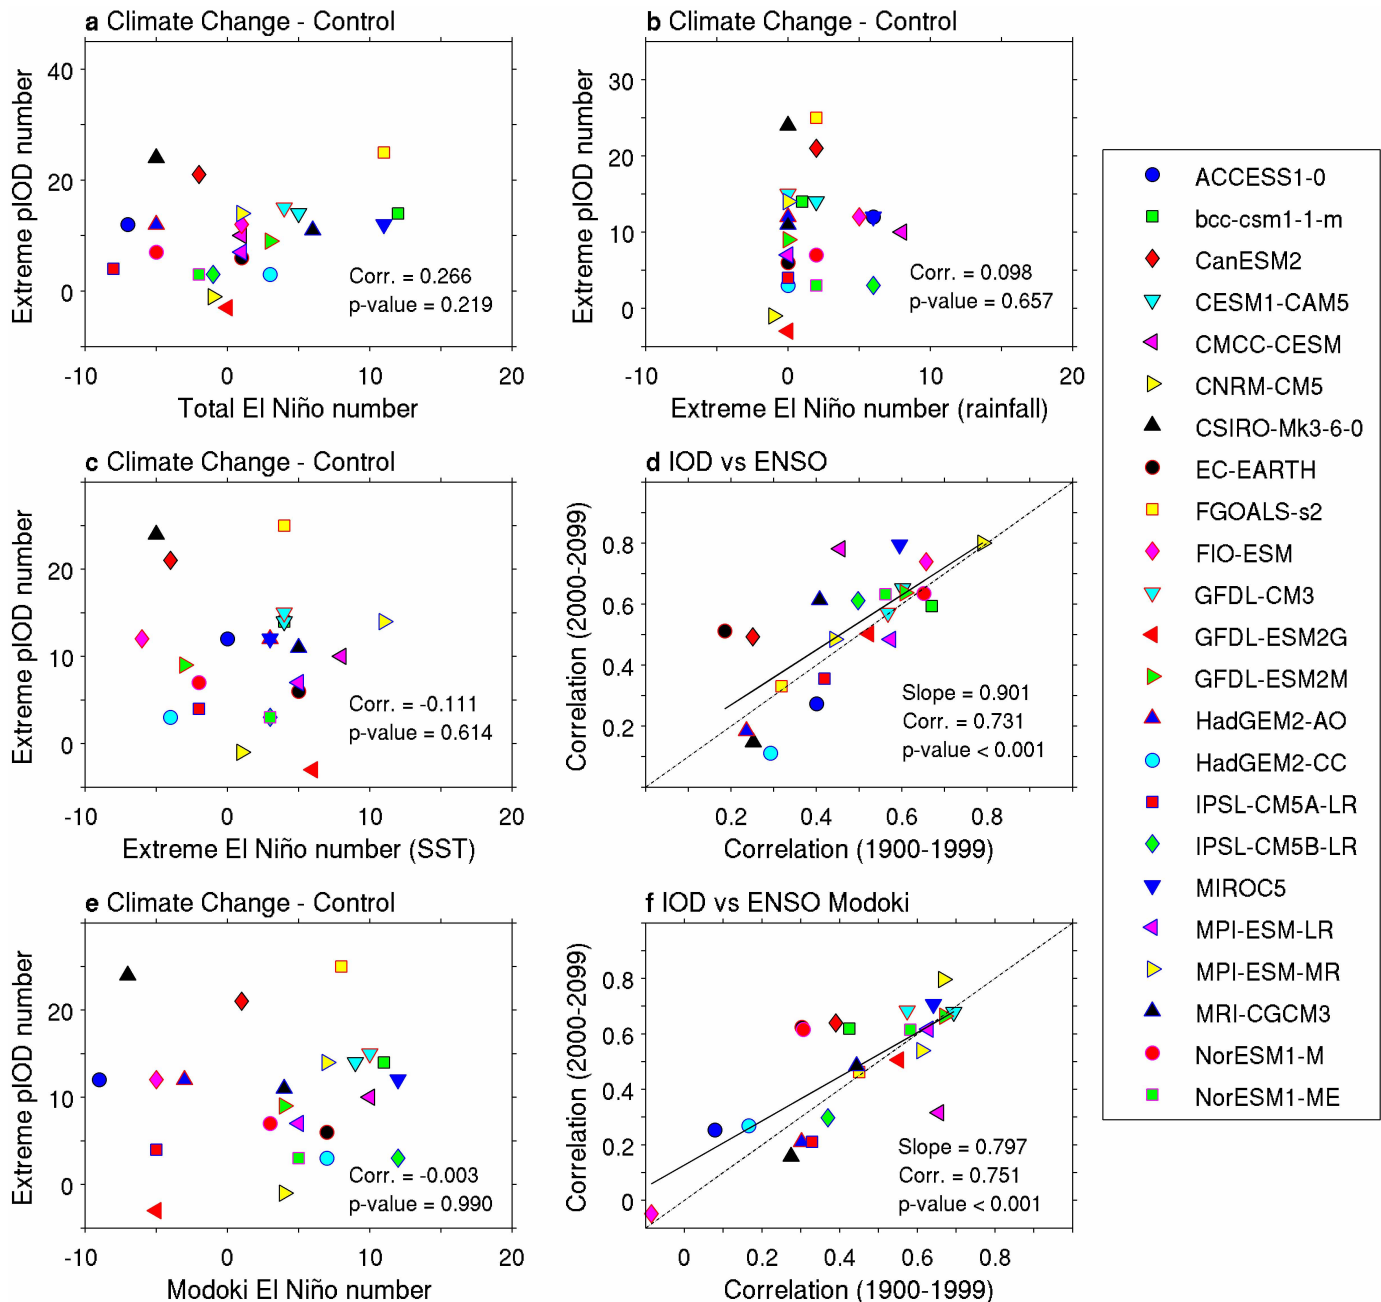 a Climate Change - Control
Extreme pIOD number
40
20
0
Corr. = 0.266
p-value = 0.219
-10 0 10 20
Total El Niño number
b Climate Change - Control
Extreme pIOD number
30
20
10
0
Corr. = 0.098
p-value = 0.657
-10 0 10 20
Extreme El Niño number (rainfall)
c Climate Change - Control
Extreme pIOD number
20
10
0
Corr. = -0.111
p-value = 0.614
-10 0 10 20
Extreme El Niño number (SST)
d IOD vs ENSO
Correlation (2000-2099)
0.8
0.6
0.4
0.2
Slope = 0.901
Corr. = 0.731
p-value < 0.001
0.2 0.4 0.6 0.8
Correlation (1900-1999)
e Climate Change - Control
Extreme pIOD number
20
10
0
Corr. = -0.003
p-value = 0.990
-10 0 10 20
Modoki El Niño number
f IOD vs ENSO Modoki
Correlation (2000-2099)
0.8
0.6
0.4
0.2
0
Slope = 0.797
Corr. = 0.751
p-value < 0.001
0 0.2 0.4 0.6 0.8
Correlation (1900-1999)
ACCESS1-0
bcc-csm1-1-m
CanESM2
CESM1-CAM5
CMCC-CESM
CNRM-CM5
CSIRO-Mk3-6-0
EC-EARTH
FGOALS-s2
FIO-ESM
GFDL-CM3
GFDL-ESM2G
GFDL-ESM2M
HadGEM2-AO
HadGEM2-CC
IPSL-CM5A-LR
IPSL-CM5B-LR
MIROC5
MPI-ESM-LR
MPI-ESM-MR
MRI-CGCM3
NorESM1-M
NorESM1-ME